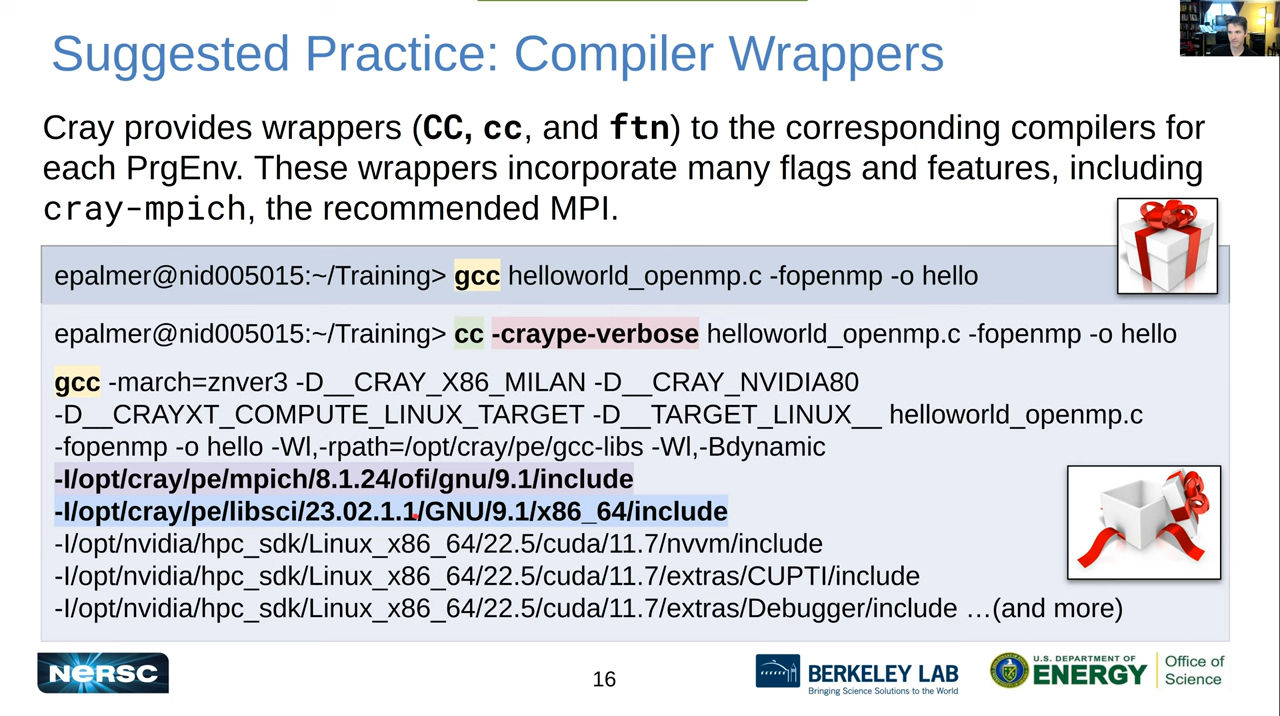 Suggested Practice: Compiler Wrappers
Cray provides wrappers (CC, cc, and ftn) to the corresponding compilers for
each PrgEnv. These wrappers incorporate many flags and features, including
cray-mpich, the recommended MPI.
epalmer@nid005015:~/Training> gcc helloworld_openmp.c -fopenmp -o hello
epalmer@nid005015:~/Training> cc -craype-verbose helloworld_openmp.c -fopenmp -o hello
gcc -march=znver3 -D__CRAY_X86_MILAN -D__CRAY_NVIDIA80
-D__CRAYXT_COMPUTE_LINUX_TARGET -D__TARGET_LINUX__ helloworld_openmp.c
-fopenmp -o hello -Wl,-rpath=/opt/cray/pe/gcc-libs -Wl,-Bdynamic
-I/opt/cray/pe/mpich/8.1.24/ofi/gnu/9.1/include
-I/opt/cray/pe/libsci/23.02.1.1/GNU/9.1/x86_64/include
-I/opt/nvidia/hpc_sdk/Linux_x86_64/22.5/cuda/11.7/nvvm/include
-I/opt/nvidia/hpc_sdk/Linux_x86_64/22.5/cuda/11.7/extras/CUPTI/include
-I/opt/nvidia/hpc_sdk/Linux_x86_64/22.5/cuda/11.7/extras/Debugger/include …(and more)
NERSC
16
BERKELEY LAB
Bringing Science Solutions to the World
U.S. DEPARTMENT OF
ENERGY
Office of
Science